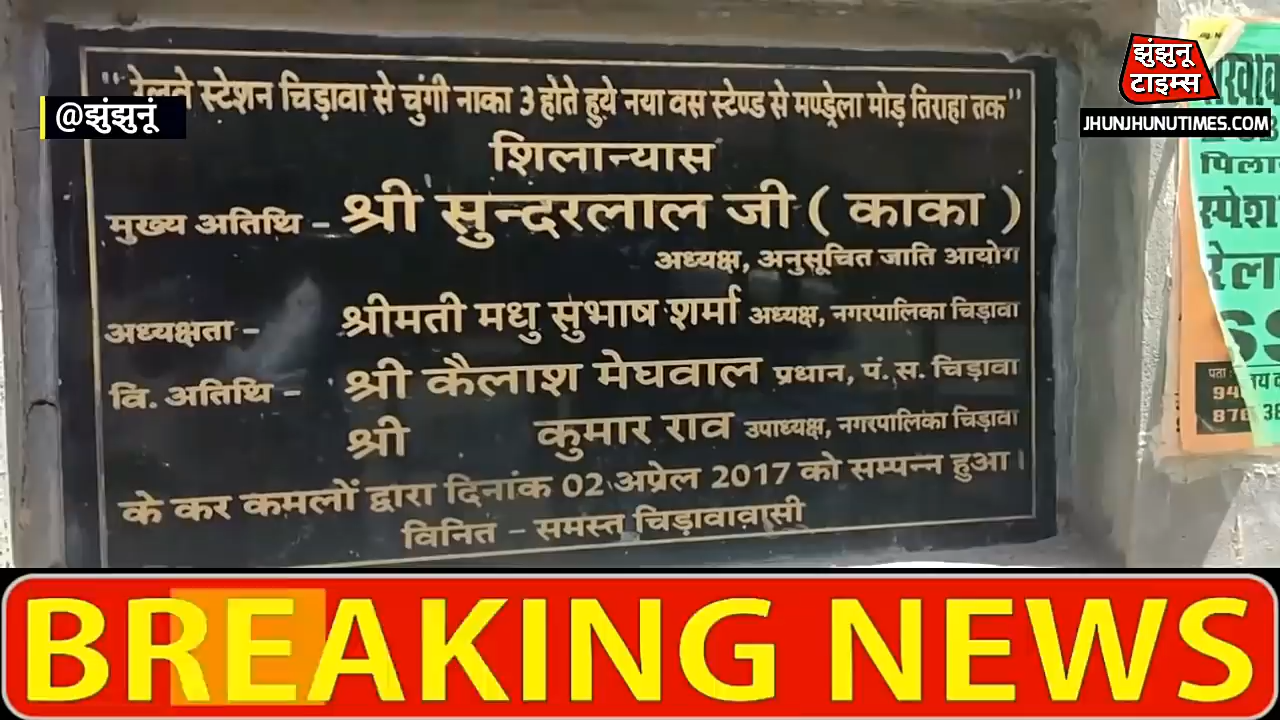 झुंझुनू
टाइम्स
JHUNJHUNUTIMES.COM
@झुंझुनूं
"रेलवे स्टेशन चिड़ावा से चुंगी नाका 3 होते हुये नया वस स्टेण्ड से मण्ड्रेला मोड़ तिराहा तक"
शिलान्यास
मुख्य अतिथि - श्री सुन्दरलाल जी ( काका )
अध्यक्ष, अनुसूचित जाति आयोग
अध्यक्षता - श्रीमती मधु सुभाष शर्मा अध्यक्ष, नगरपालिका चिड़ावा
वि. अतिथि - श्री कैलाश मेघवाल प्रधान, पं. स. चिड़ावा
श्री कुमार राव उपाध्यक्ष, नगरपालिका चिड़ावा
के कर कमलों द्वारा दिनांक 02 अप्रेल 2017 को सम्पन्न हुआ।
विनित - समस्त चिड़ावावासी
पिला
स्पेश
रेल
पता
BREAKING NEWS